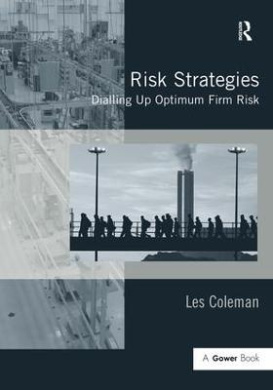 Risk Strategies
Dialling Up Optimum Firm Risk
Les Coleman
A Gower Book